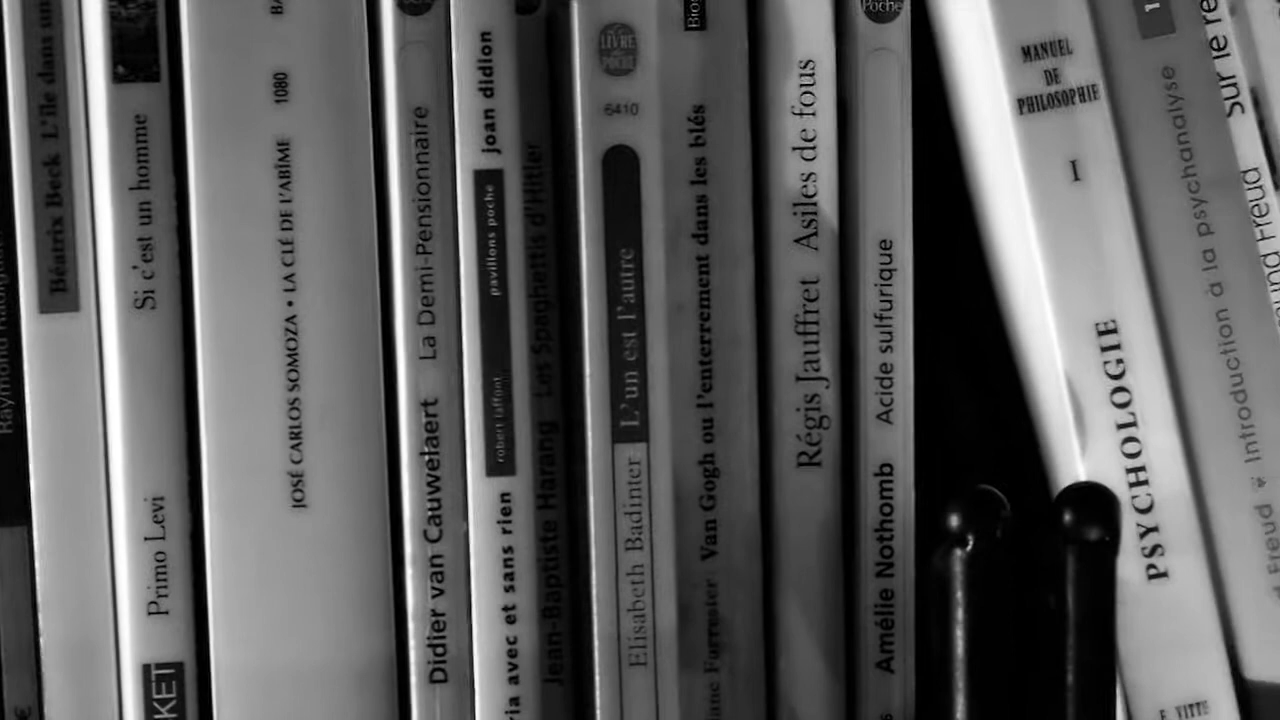 Béatrix Beck L'île dans un
Si c'est un homme
Primo Levi
KET
1080
JOSÉ CARLOS SOMOZA • LA CLÉ DE L'ABÎME
Didier van Cauwelaert La Demi-Pensionnaire
joan didion
pavillons poche
robert laffont
ria avec et sans rien
Jean-Baptiste Harang Les Spaghettis d'Hitler
LIVRE
DE
POCHE
6410
Elisabeth Badinter L'un est l'autre
Forrester Van Gogh ou l'enterrement dans les blés
Régis Jauffret Asiles de fous
Poche
Amélie Nothomb Acide sulfurique
MANUEL
DE
PHILOSOPHIE
I
PSYCHOLOGIE
Freud Introduction à la psychanalyse
Freud sur le re